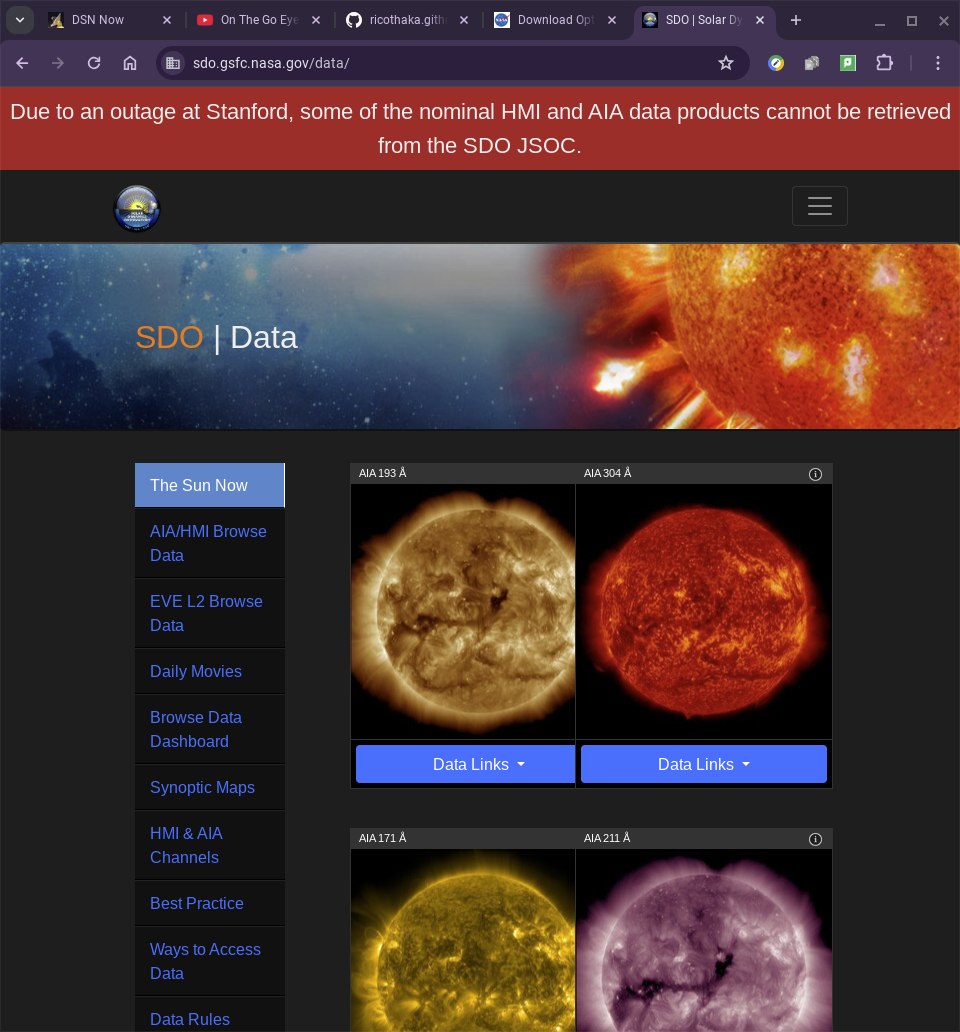 DSN Now
On The Go Eye
ricothaka.gith
Download Opt
SDO | Solar Dy
sdo.gsfc.nasa.gov/data/
Due to an outage at Stanford, some of the nominal HMI and AIA data products cannot be retrieved
from the SDO JSOC.
SDO | Data
The Sun Now
AIA/HMI Browse
Data
EVE L2 Browse
Data
Daily Movies
Browse Data
Dashboard
Synoptic Maps
HMI & AIA
Channels
Best Practice
Ways to Access
Data
Data Rules
AIA 193 Å
AIA 304 Å
Data Links
Data Links
AIA 171 Å
AIA 211 Å